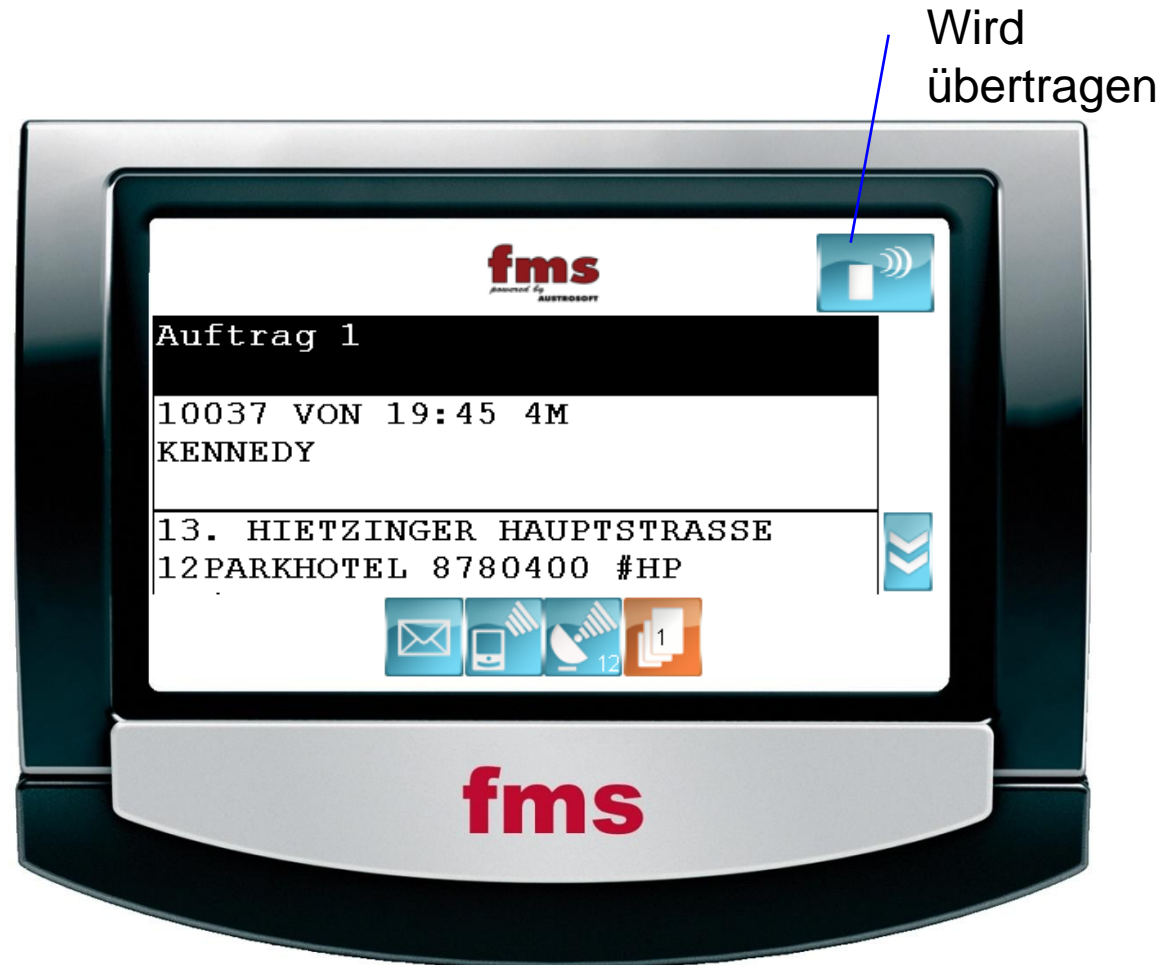 Wird
übertragen
fms
powered by
AUSTROSOFT
Auftrag 1
10037 VON 19:45 4M
KENNEDY
13. HIETZINGER HAUPTSTRASSE
12PARKHOTEL 8780400 #HP
12
1
fms